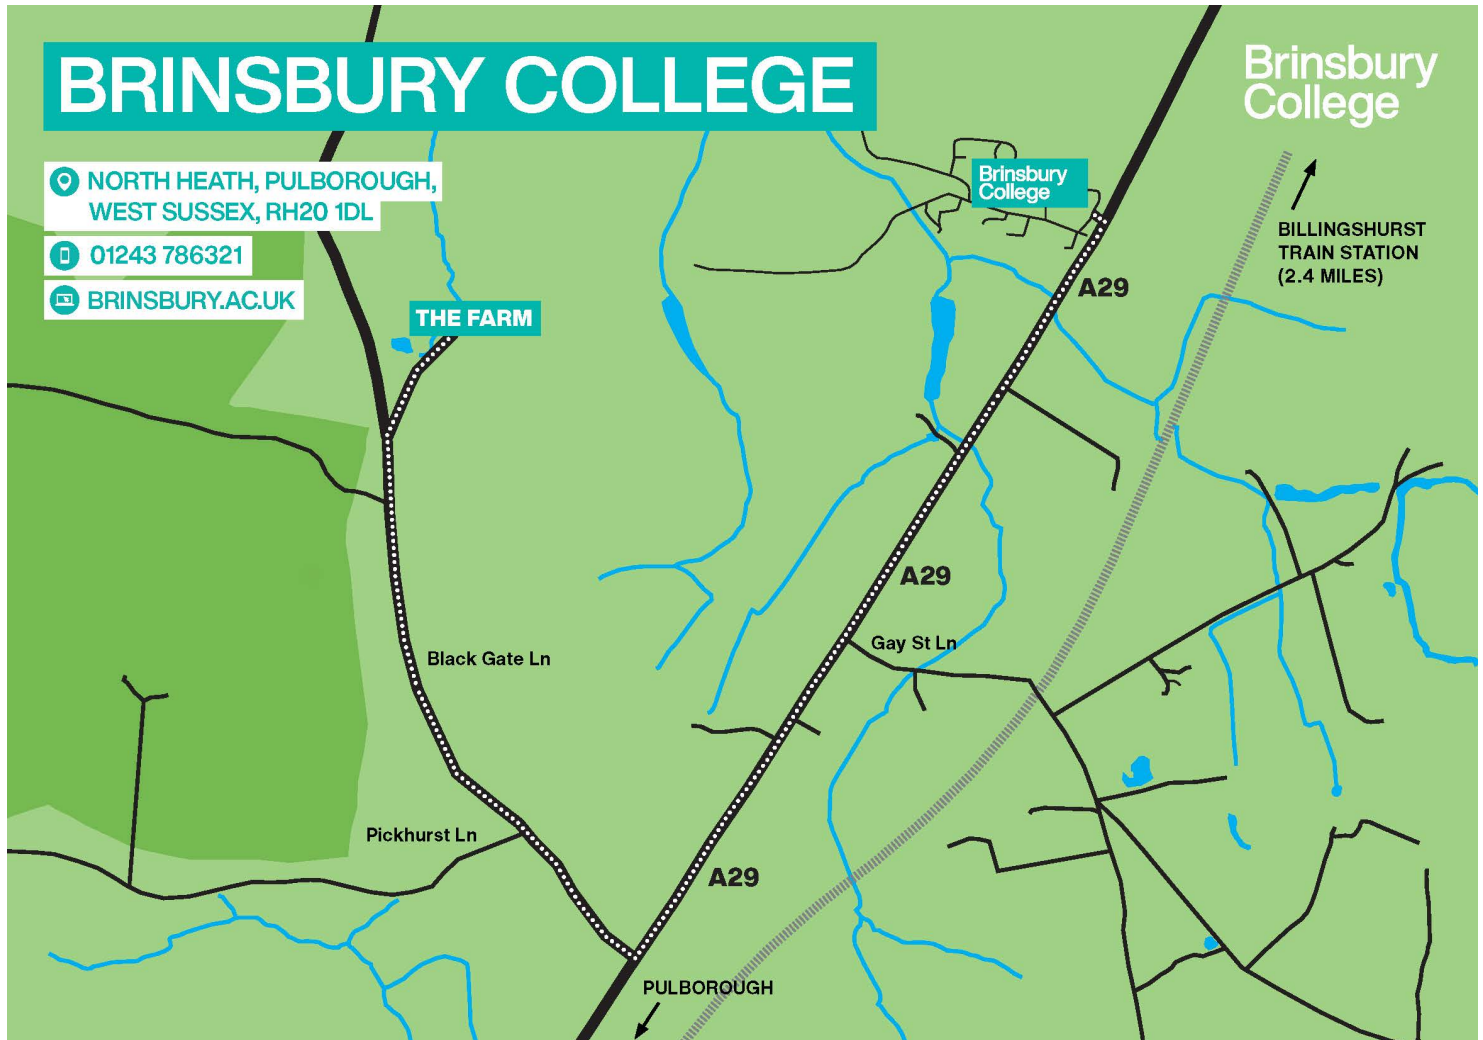 BRINSBURY COLLEGE
NORTH HEATH, PULBOROUGH,
WEST SUSSEX, RH20 1DL
01243 786321
BRINSBURY.AC.UK
Brinsbury
College
Brinsbury
College
BILLINGSHURST
TRAIN STATION
(2.4 MILES)
A29
THE FARM
A29
Gay St Ln
Black Gate Ln
Pickhurst Ln
A29
PULBOROUGH